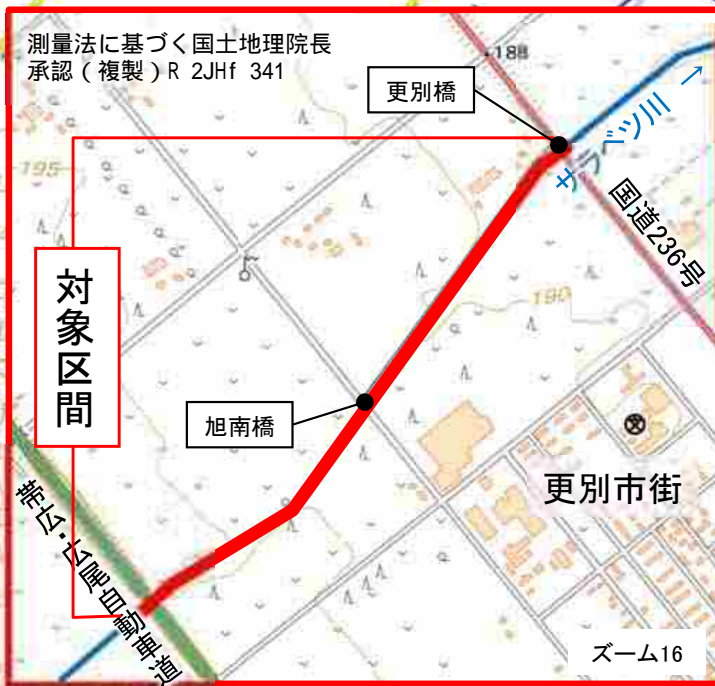 測量法に基づく国土地理院長
承認（複製）R 2JHf 341
188
更別橋
サラベツ川 →
195
国道236号
対象区間
190
旭南橋
更別市街
帯広・広尾自動車道
ズーム16